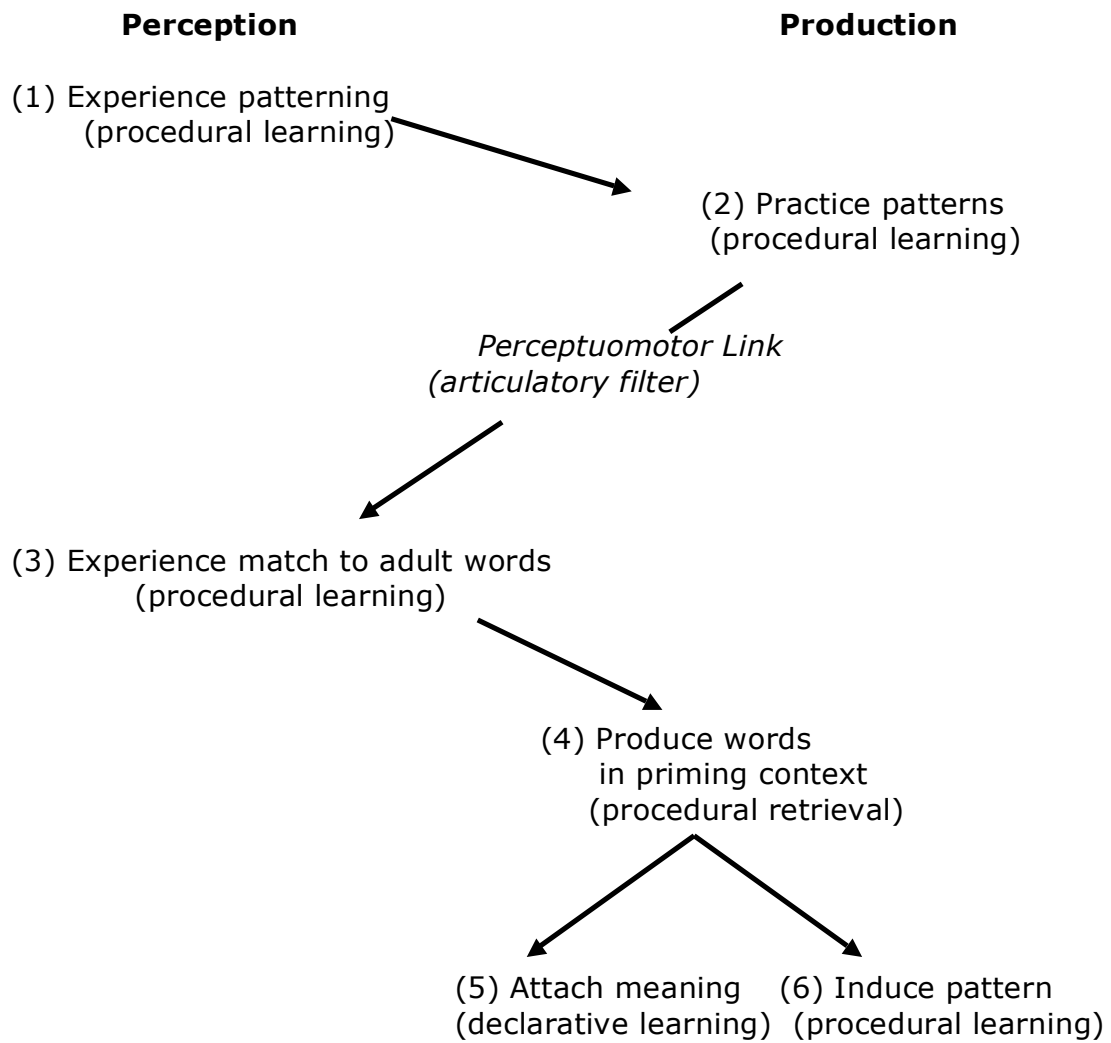 Perception Production
(1) Experience patterning
(procedural learning)
(2) Practice patterns
(procedural learning)
Perceptuomotor Link
(articulatory filter)
(3) Experience match to adult words
(procedural learning)
(4) Produce words
in priming context
(procedural retrieval)
(5) Attach meaning (6) Induce pattern
(declarative learning) (procedural learning)